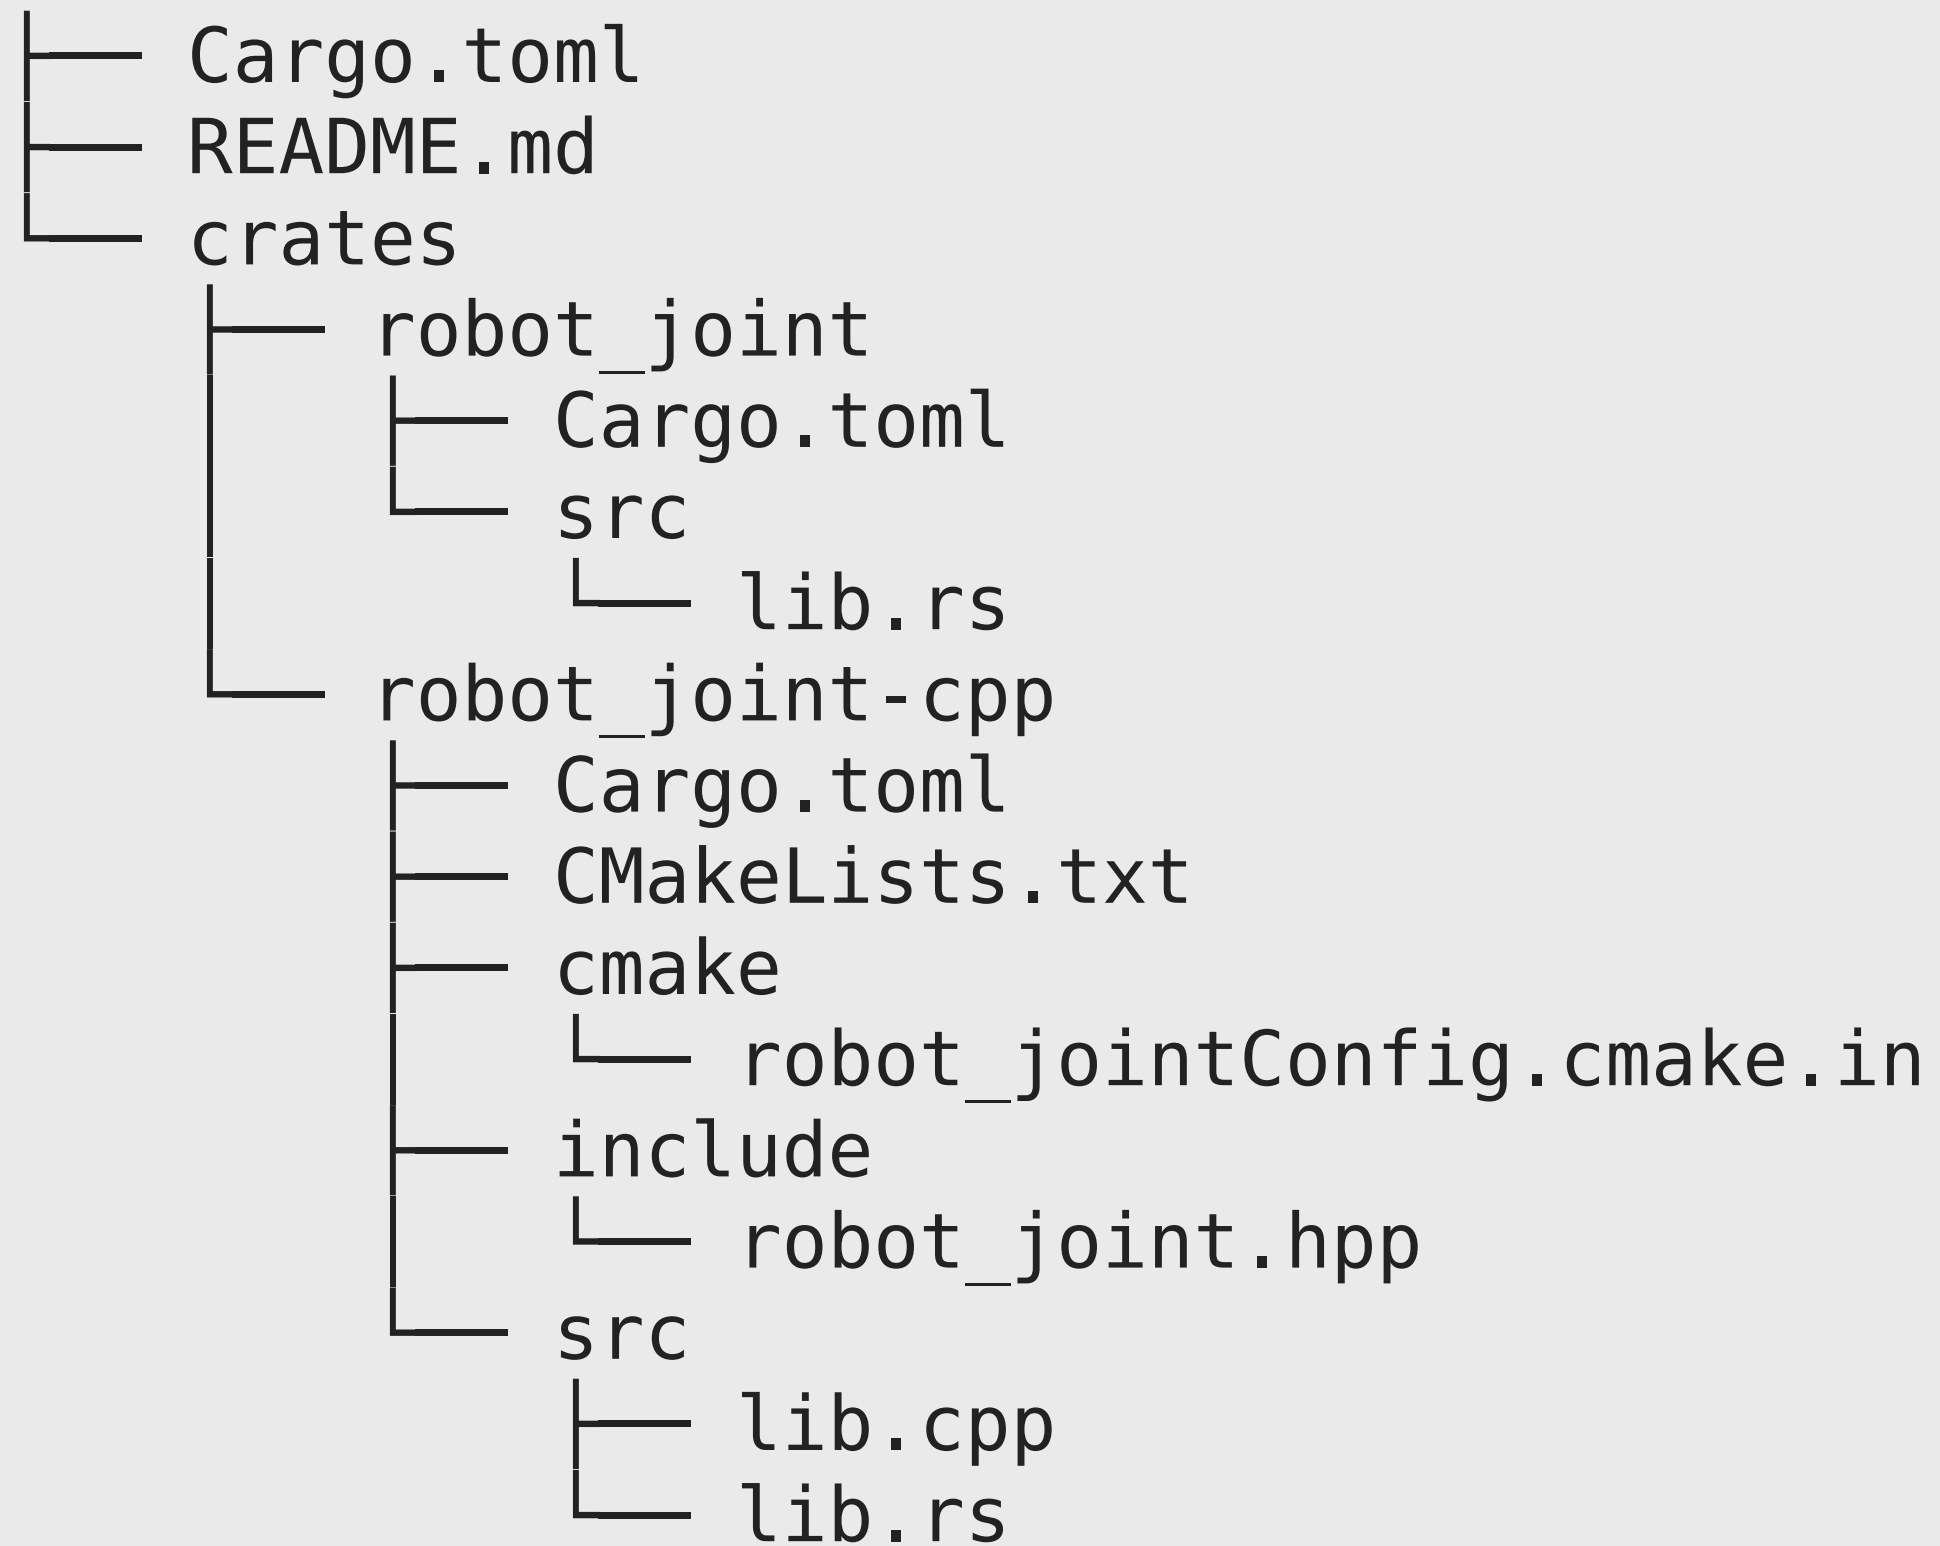 ├── Cargo.toml
├── README.md
└── crates
    ├── robot_joint
    │   ├── Cargo.toml
    │   └── src
    │       └── lib.rs
    └── robot_joint-cpp
        ├── Cargo.toml
        ├── CMakeLists.txt
        ├── cmake
        │   └── robot_jointConfig.cmake.in
        ├── include
        │   └── robot_joint.hpp
        └── src
            ├── lib.cpp
            └── lib.rs